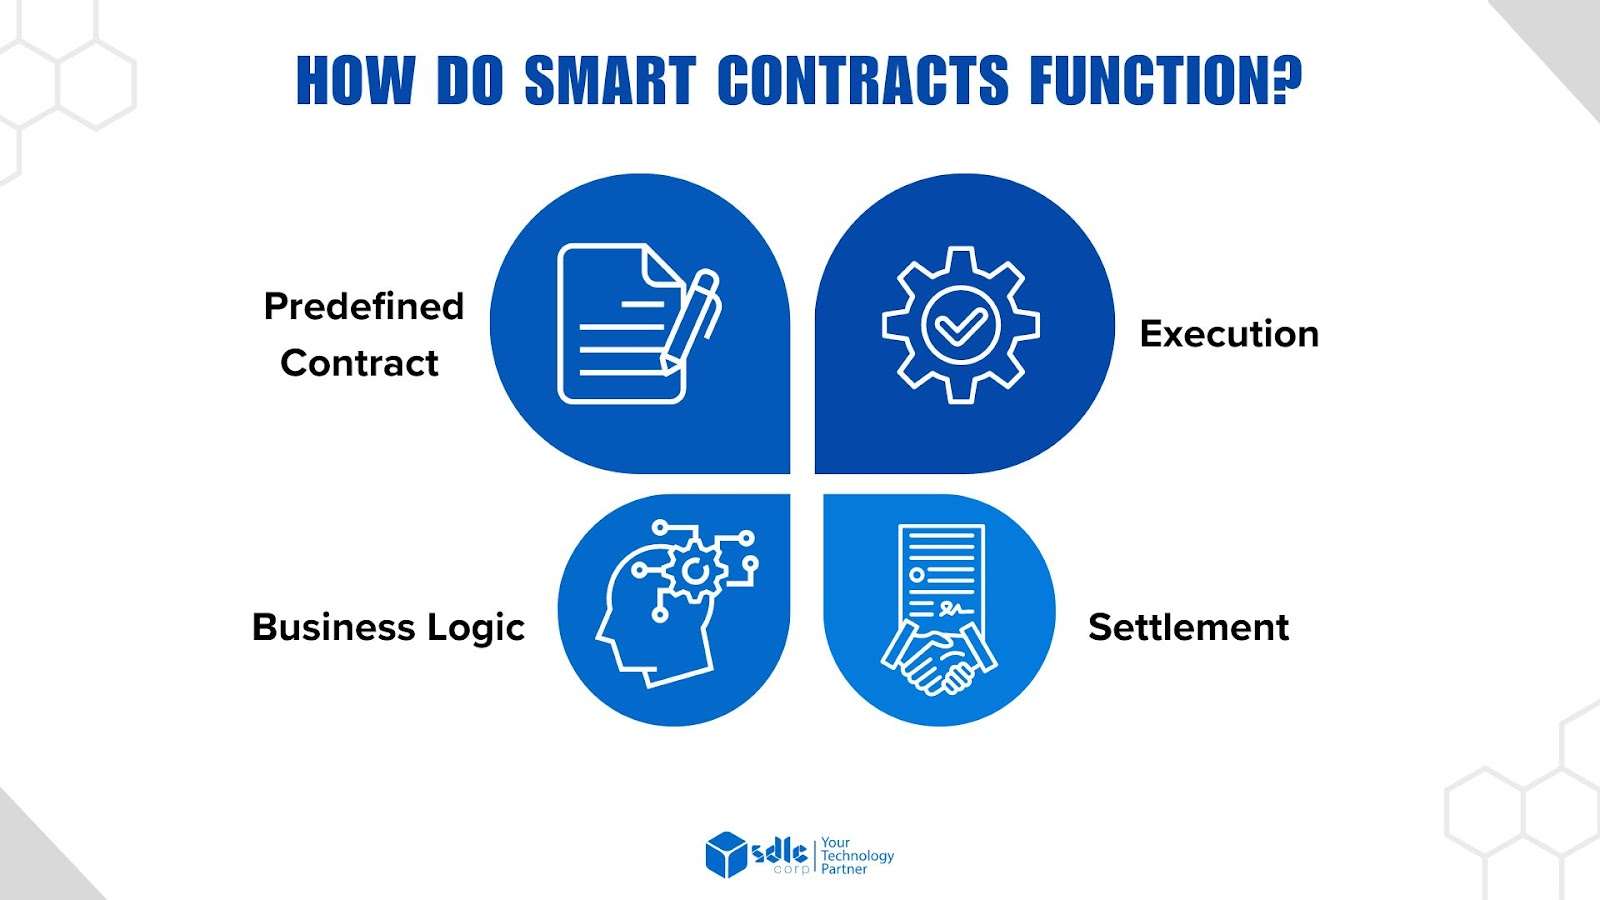 HOW DO SMART CONTRACTS FUNCTION?
Predefined
Contract
Execution
Business Logic
Settlement
sdlc
corp
Your
Technology
Partner